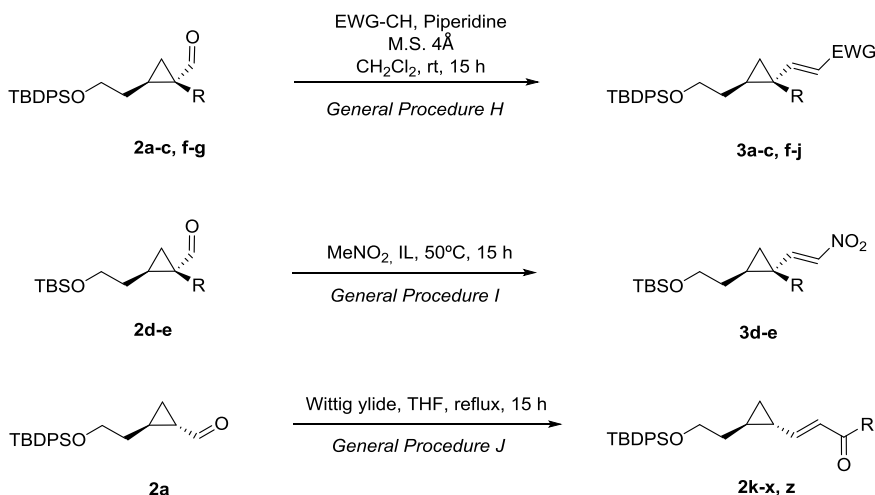 EWG-CH, Piperidine
M.S. 4Å
CH2Cl2, rt, 15 h
General Procedure H
O
TBDPSO
R
2a-c, f-g
EWG
TBDPSO
R
3a-c, f-j
MeNO2, IL, 50ºC, 15 h
General Procedure I
O
TBSO
R
2d-e
NO2
TBSO
R
3d-e
Wittig ylide, THF, reflux, 15 h
General Procedure J
TBDPSO
O
2a
TBDPSO
R
O
2k-x, z